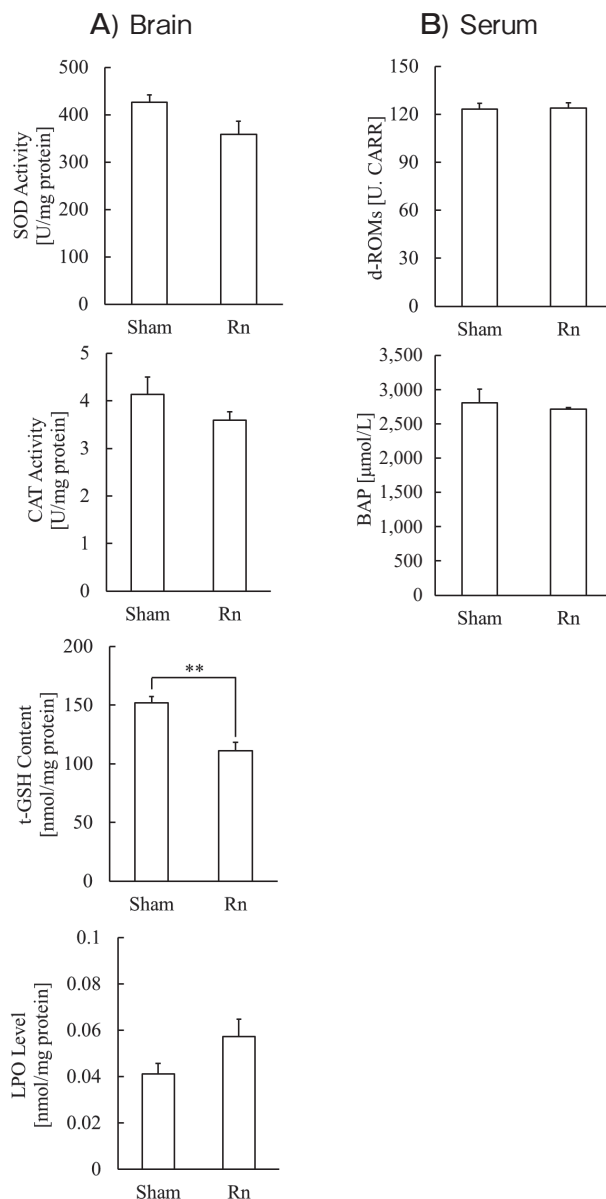 A) Brain
SOD Activity
[U/mg protein]
500
400
300
200
100
0
Sham Rn
CAT Activity
[U/mg protein]
5
4
3
2
1
0
Sham Rn
t-GSH Content
[nmol/mg protein]
200
150
100
50
0
**
Sham Rn
LPO Level
[nmol/mg protein]
0.1
0.08
0.06
0.04
0.02
0
Sham Rn
B) Serum
d-ROMs [U. CARR]
150
120
90
60
30
0
Sham Rn
BAP [μmol/L]
3,500
3,000
2,500
2,000
1,500
1,000
500
0
Sham Rn